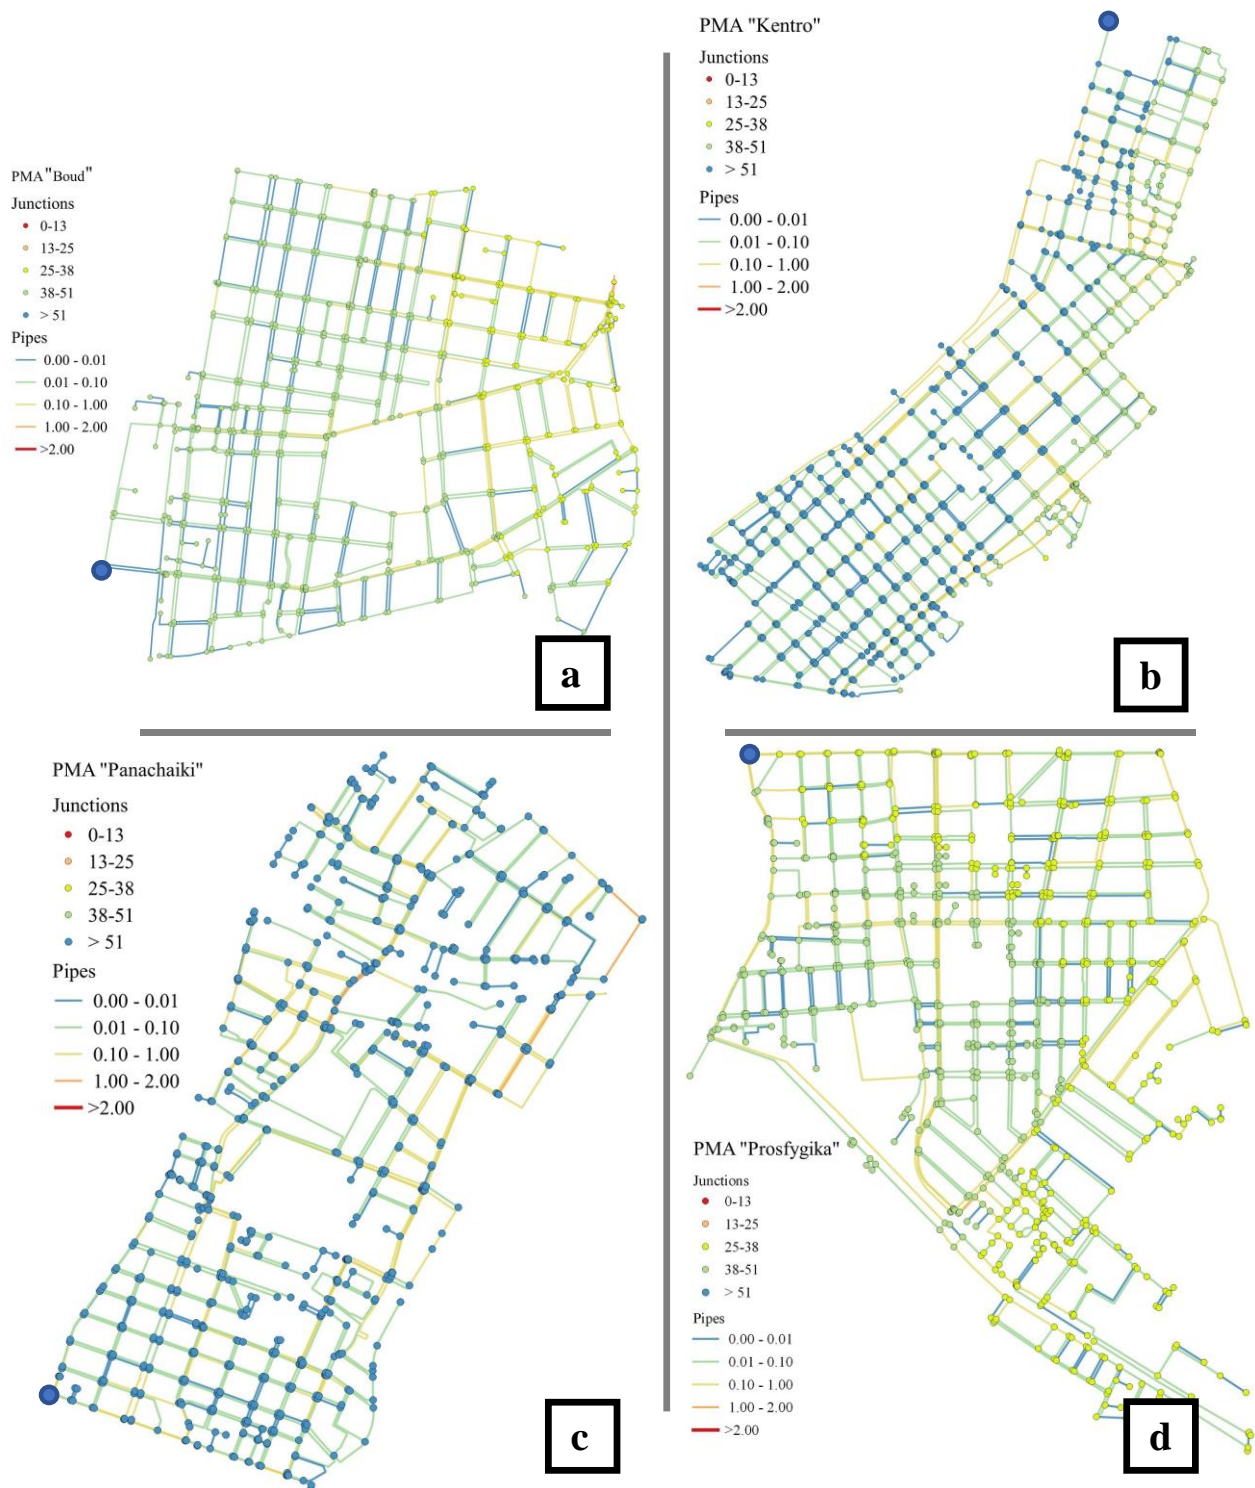 PMA "Boud"
Junctions
0-13
13-25
25-38
38-51
> 51
Pipes
0.00 - 0.01
0.01 - 0.10
0.10 - 1.00
1.00 - 2.00
>2.00
a
PMA "Kentro"
Junctions
0-13
13-25
25-38
38-51
> 51
Pipes
0.00 - 0.01
0.01 - 0.10
0.10 - 1.00
1.00 - 2.00
>2.00
b
PMA "Panachaiki"
Junctions
0-13
13-25
25-38
38-51
> 51
Pipes
0.00 - 0.01
0.01 - 0.10
0.10 - 1.00
1.00 - 2.00
>2.00
c
PMA "Prosfygika"
Junctions
0-13
13-25
25-38
38-51
> 51
Pipes
0.00 - 0.01
0.01 - 0.10
0.10 - 1.00
1.00 - 2.00
>2.00
d